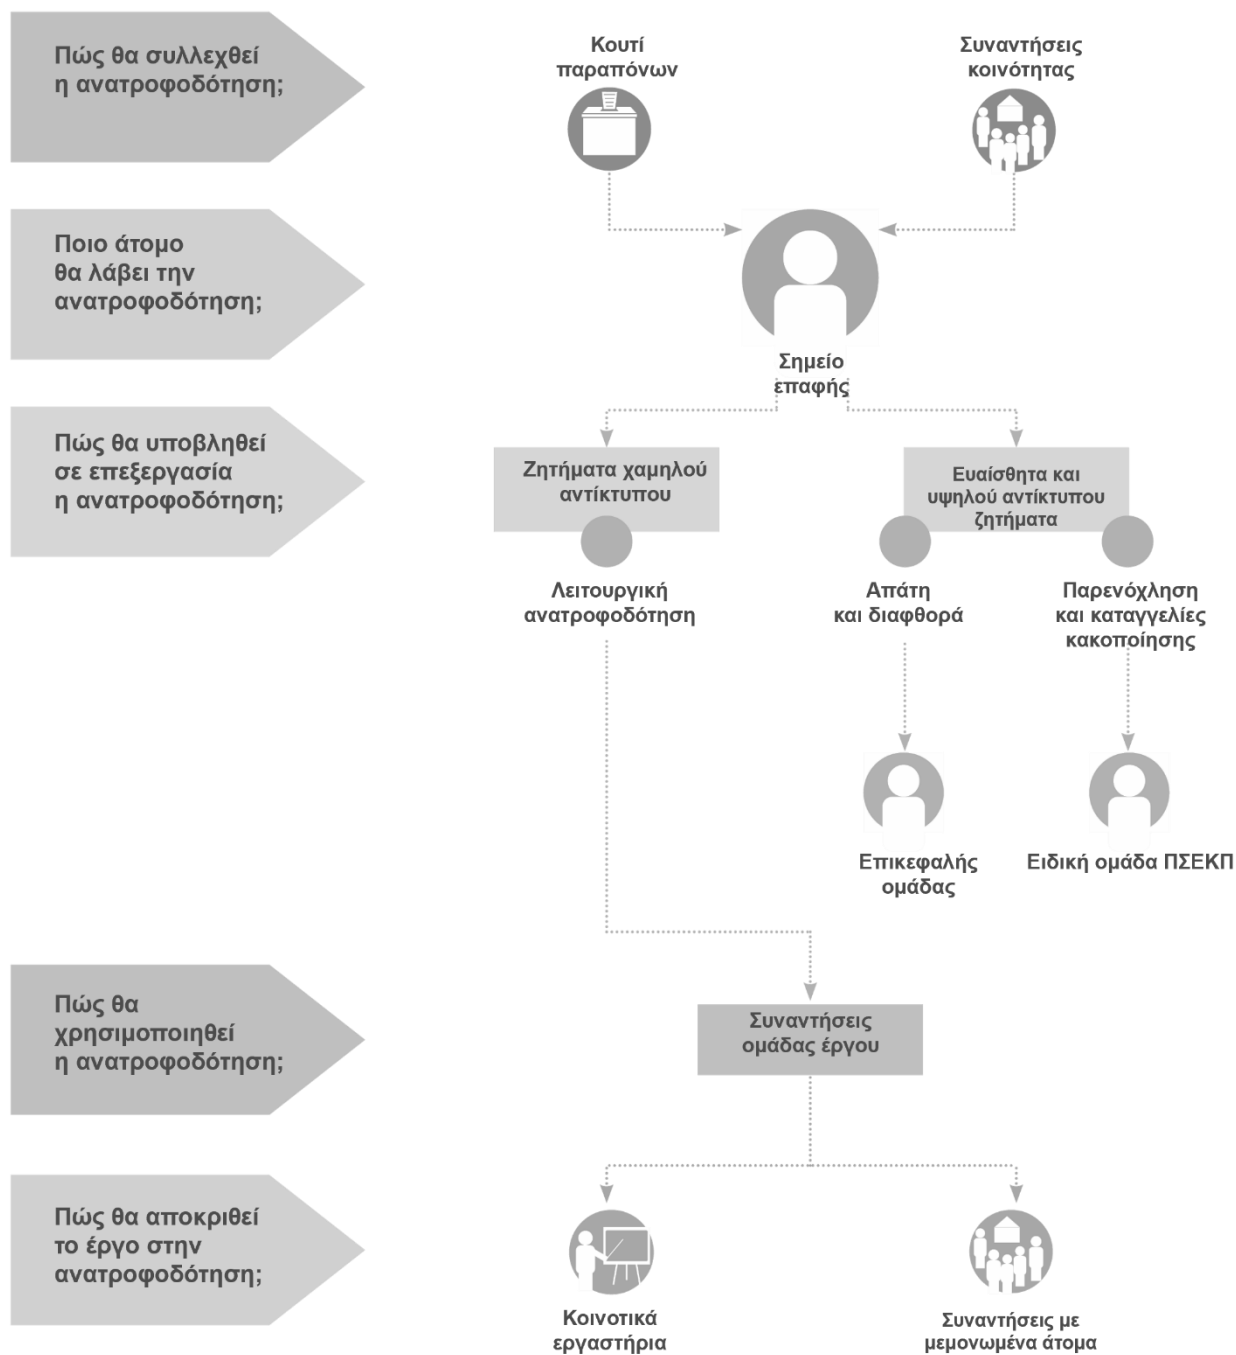 Πώς θα συλλεχθεί
η ανατροφοδότηση;
Κουτί
παραπόνων
Συναντήσεις
κοινότητας
Ποιο άτομο
θα λάβει την
ανατροφοδότηση;
Σημείο
επαφής
Πώς θα υποβληθεί
σε επεξεργασία
η ανατροφοδότηση;
Ζητήματα χαμηλού
αντίκτυπου
Ευαίσθητα και
υψηλού αντίκτυπου
ζητήματα
Λειτουργική
ανατροφοδότηση
Απάτη
και διαφθορά
Παρενόχληση
και καταγγελίες
κακοποίησης
Επικεφαλής
ομάδας
Ειδική ομάδα ΠΣΕΚΠ
Πώς θα
χρησιμοποιηθεί
η ανατροφοδότηση;
Συναντήσεις
ομάδας έργου
Πώς θα αποκριθεί
το έργο στην
ανατροφοδότηση;
Κοινοτικά
εργαστήρια
Συναντήσεις με
μεμονωμένα άτομα